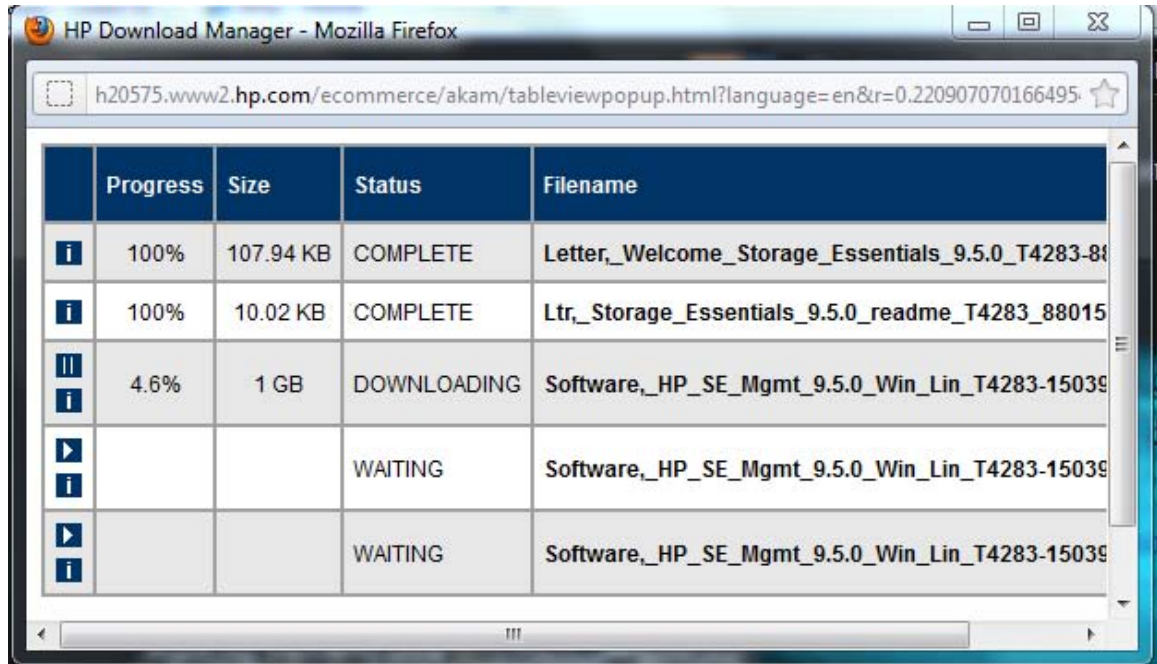 HP Download Manager - Mozilla Firefox
h20575.www2.hp.com/ecommerce/akam/tableviewpopup.html?language=en&r=0.220907070166495
Progress Size Status Filename
100% 107.94 KB COMPLETE Letter,_Welcome_Storage_Essentials_9.5.0_T4283-88
100% 10.02 KB COMPLETE Ltr,_Storage_Essentials_9.5.0_readme_T4283_88015
4.6% 1 GB DOWNLOADING Software,_HP_SE_Mgmt_9.5.0_Win_Lin_T4283-15039
WAITING Software,_HP_SE_Mgmt_9.5.0_Win_Lin_T4283-15039
WAITING Software,_HP_SE_Mgmt_9.5.0_Win_Lin_T4283-15039